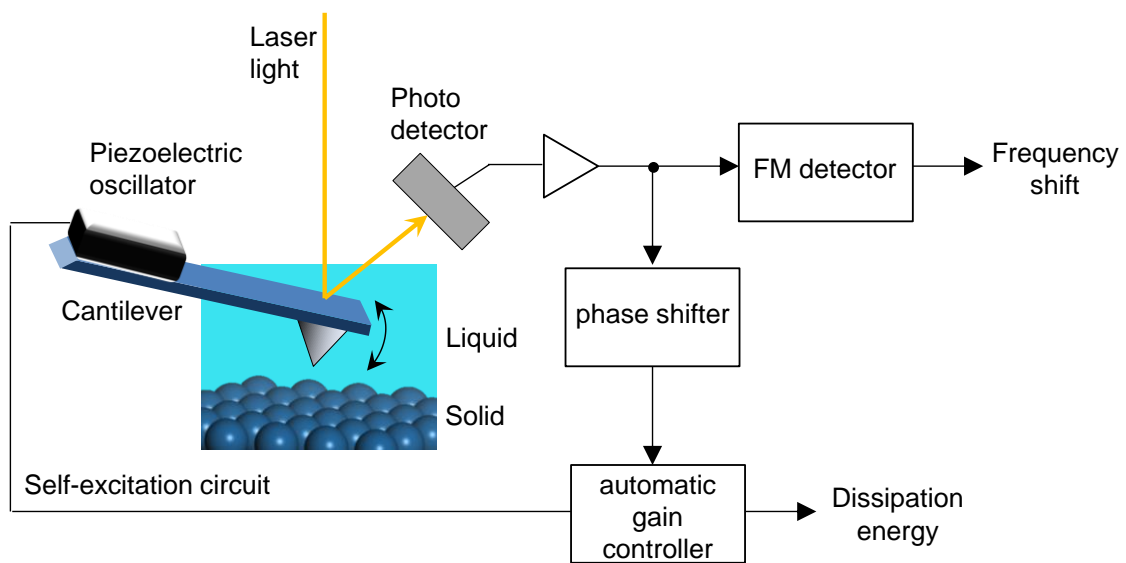 Laser
light
Photo
detector
Piezoelectric
oscillator
FM detector
Frequency
shift
Cantilever
Liquid
phase shifter
Solid
Self-excitation circuit
automatic
gain
controller
Dissipation
energy